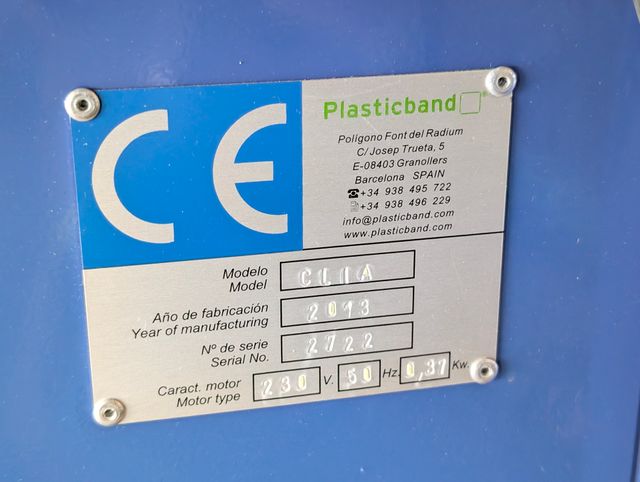 CE
Plasticband
Polígono Font del Radium
C/ Josep Trueta, 5
E-08403 Granollers
Barcelona SPAIN
☎+34 938 495 722
+34 938 496 229
info@plasticband.com
www.plasticband.com
Modelo
Model
Año de fabricación 2013
Year of manufacturing
Nº de serie 2722
Serial No.
Caract. motor 230 V. 50 Hz. 0,37 Kw.
Motor type